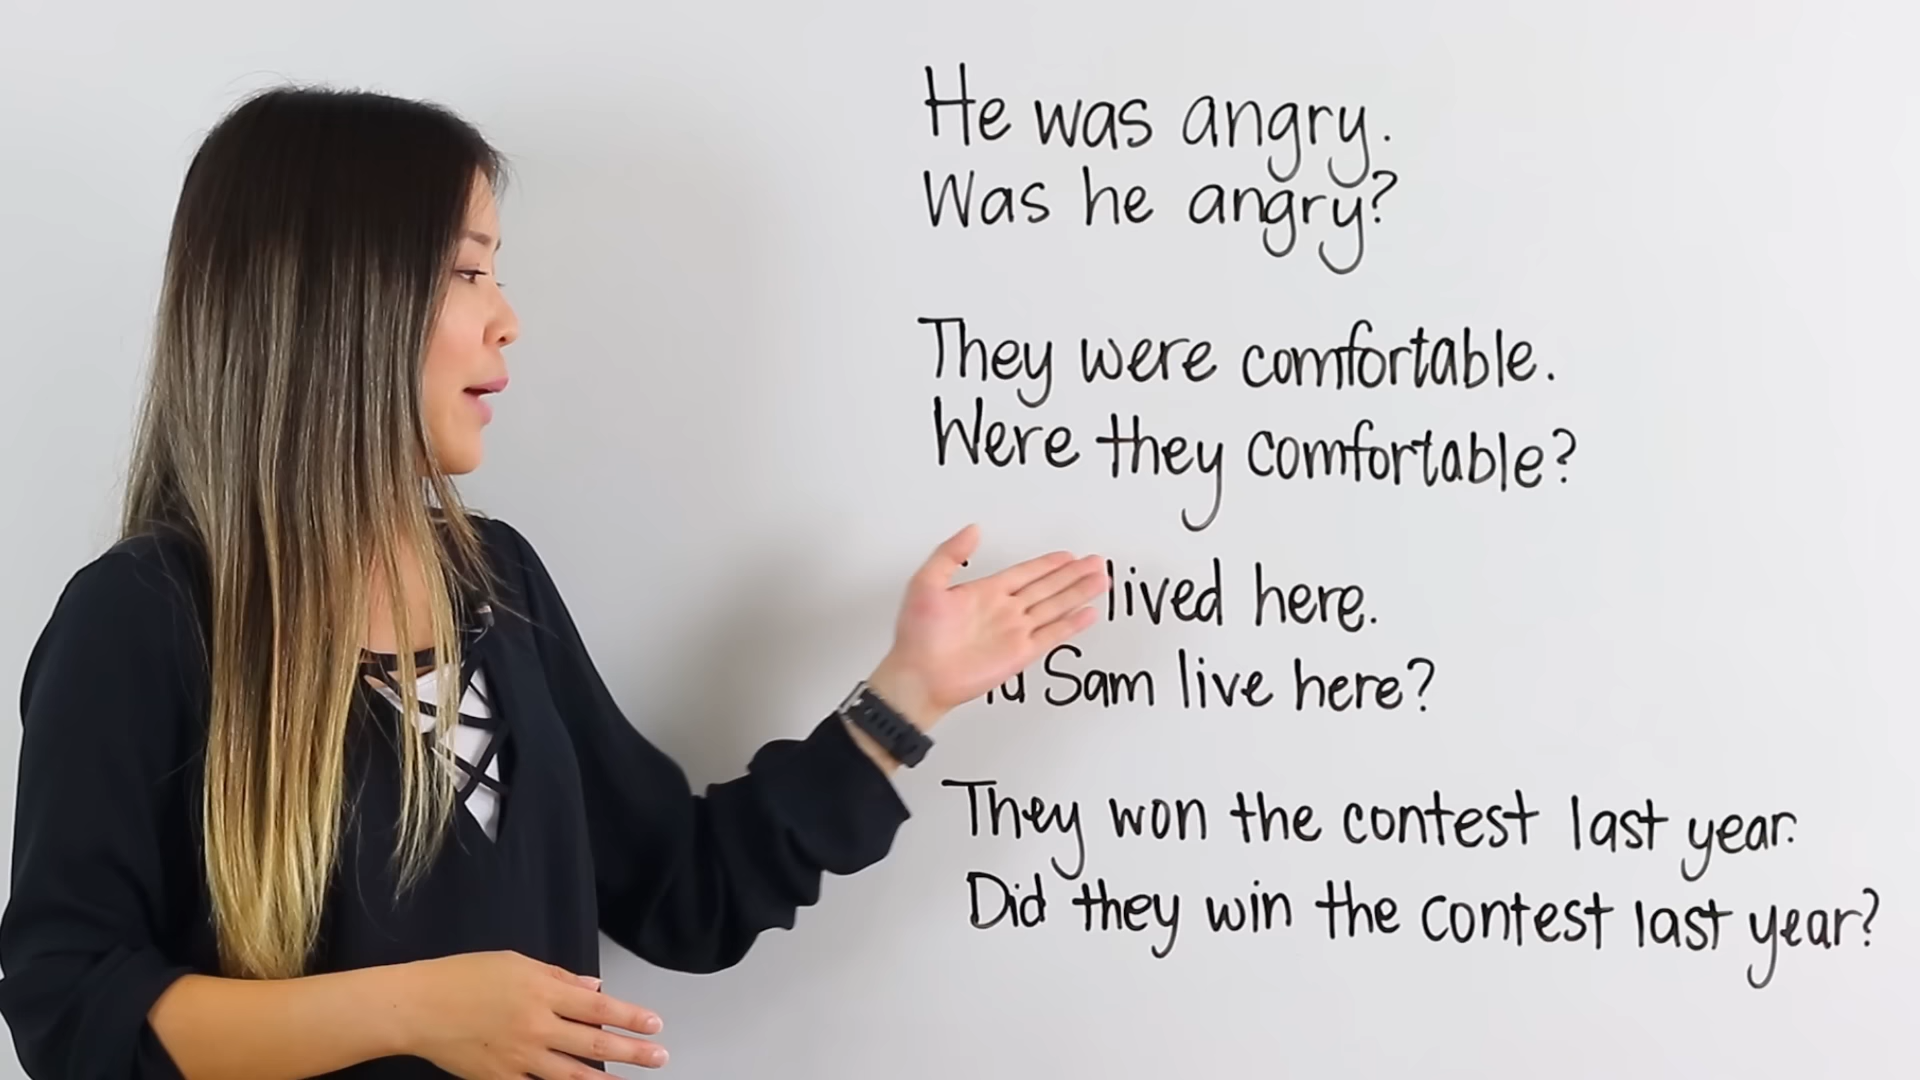 He was angry.
Was he angry?
They were comfortable.
Were they comfortable?
lived here.
Sam live here?
They won the contest last year.
Did they win the contest last year?